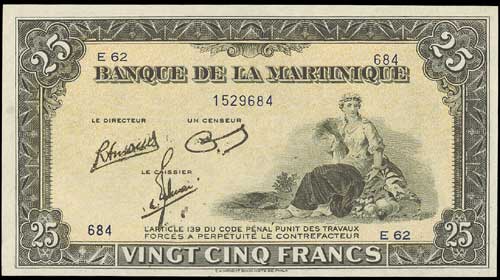 25 25
E 62 684
BANQUE DE LA MARTINIQUE
1529684
LE DIRECTEUR UN CENSEUR
LE CAISSIER
684
L'ARTICLE 139 DU CODE PÉNAL PUNIT DES TRAVAUX
FORCÉS A PERPÉTUITÉ LE CONTREFACTEUR
E 62
25 VINGT CINQ FRANCS 25